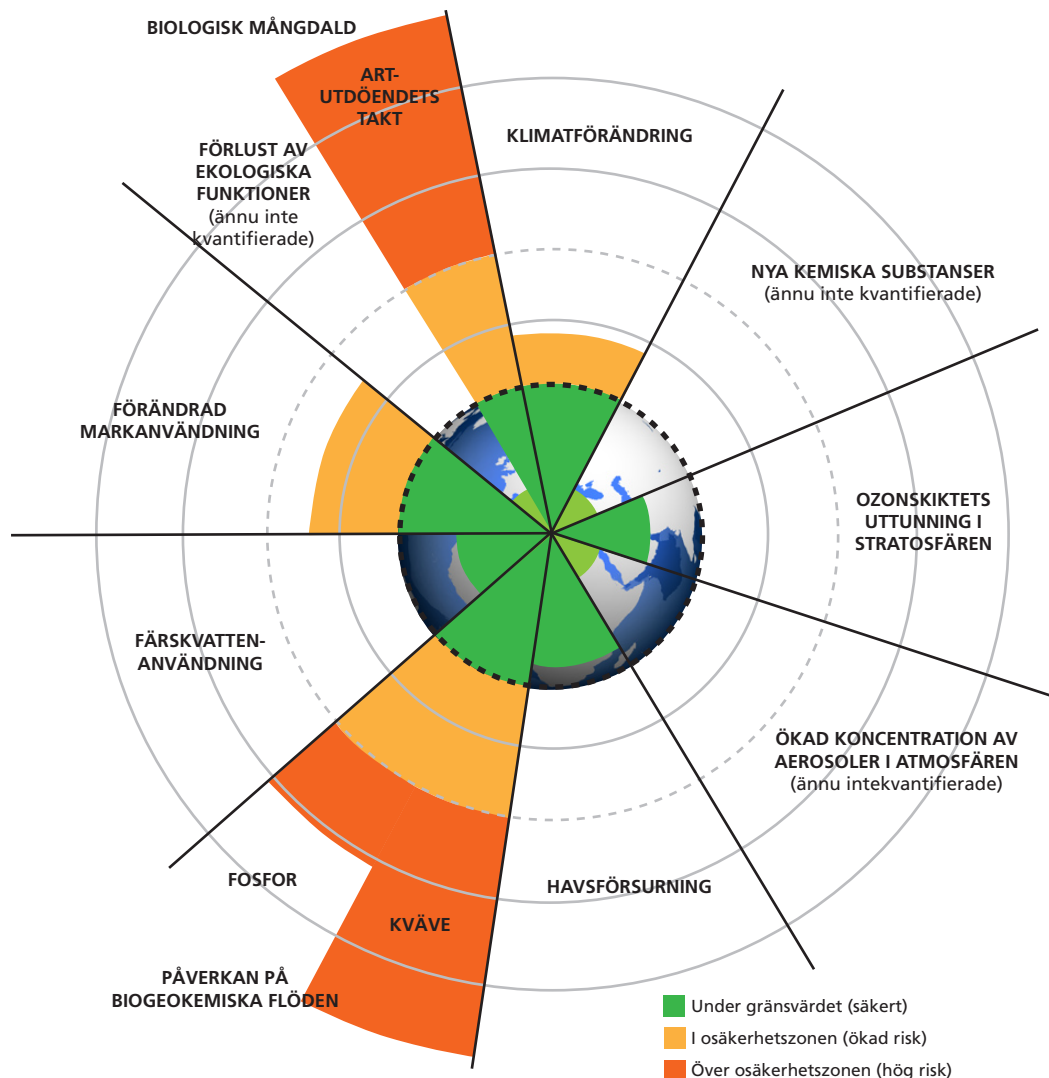 BIOLOGISK MÅNGDALD
ART-
UTDÖENDETS
TAKT
KLIMATFÖRÄNDRING
FÖRLUST AV
EKOLOGISKA
FUNKTIONER
(ännu inte
kvantifierade)
NYA KEMISKA SUBSTANSER
(ännu inte kvantifierade)
FÖRÄNDRAD
MARKANVÄNDNING
OZONSKIKTETS
UTTUNNING I
STRATOSFÄREN
FÄRSKVATTEN-
ANVÄNDNING
ÖKAD KONCENTRATION AV
AEROSOLER I ATMOSFÄREN
(ännu intekvantifierade)
FOSFOR
HAVSFÖRSURNING
KVÄVE
PÅVERKAN PÅ
BIOGEOKEMISKA FLÖDEN
Under gränsvärdet (säkert)
I osäkerhetszonen (ökad risk)
Över osäkerhetszonen (hög risk)